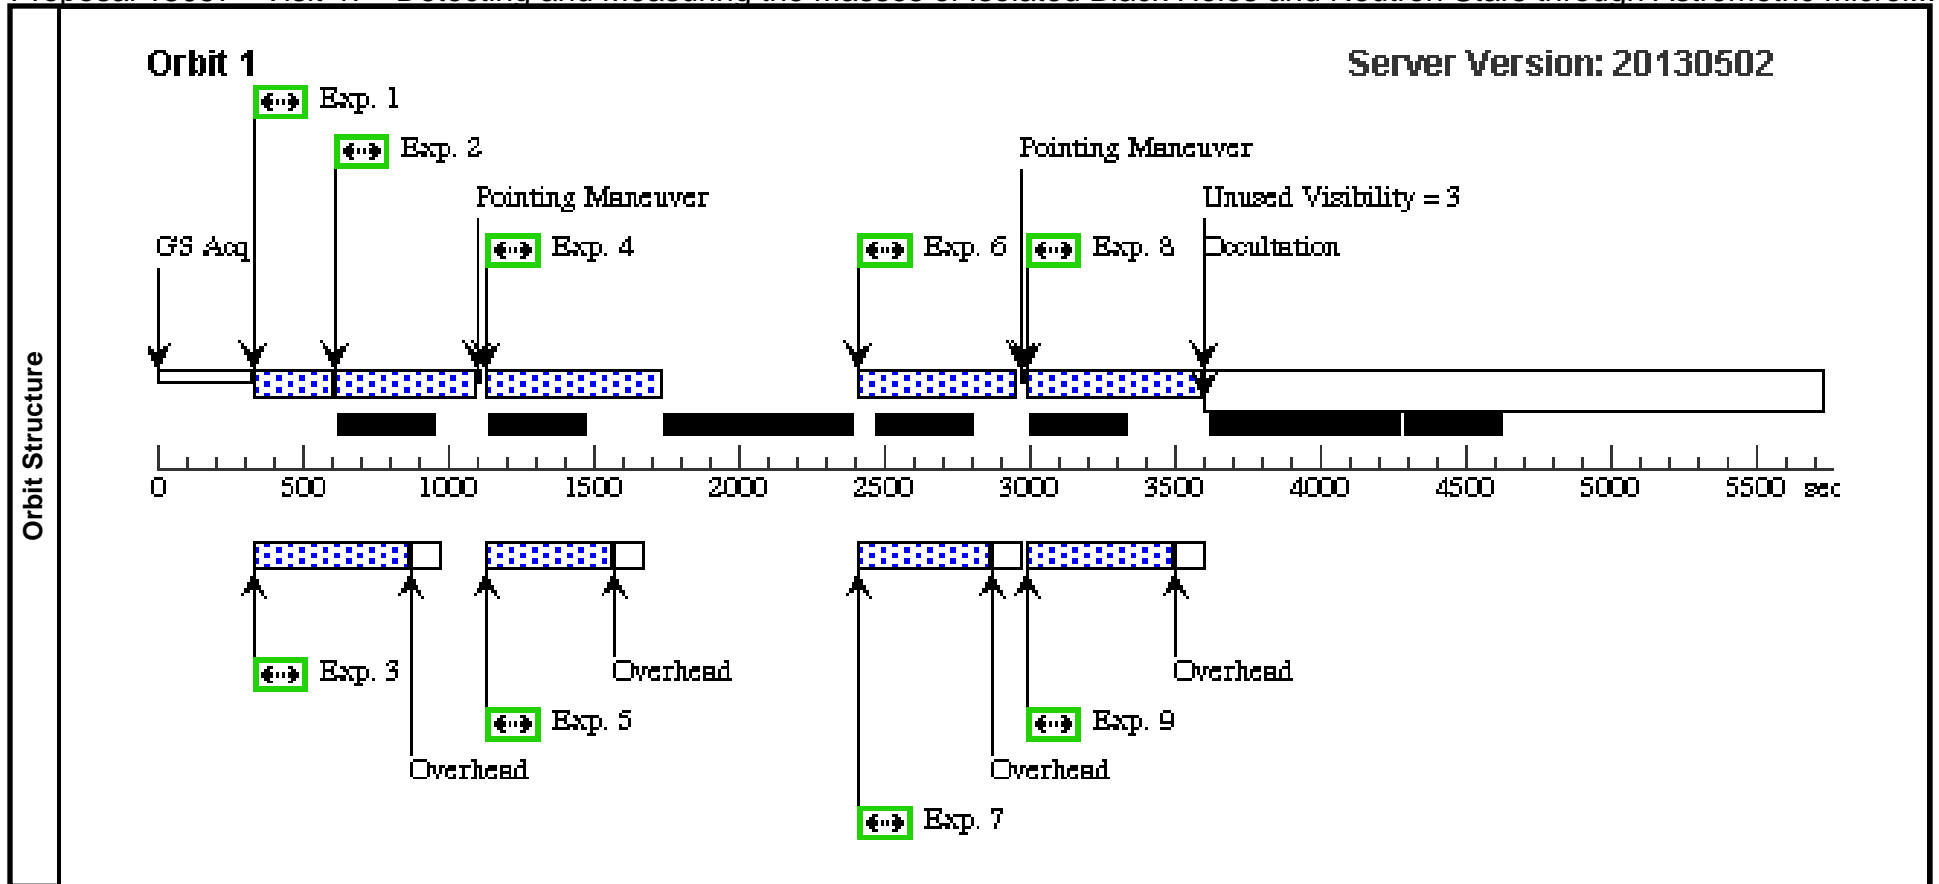 Orbit 1
Server Version: 20130502
Exp. 1
Exp. 2
Pointing Maneuver
Pointing Maneuver
Unused Visibility = 3
GS Acq
Exp. 4
Exp. 6
Exp. 8
Occultation
Orbit Structure
0 500 1000 1500 2000 2500 3000 3500 4000 4500 5000 5500 sec
Exp. 3
Overhead
Overhead
Exp. 5
Exp. 9
Overhead
Overhead
Exp. 7